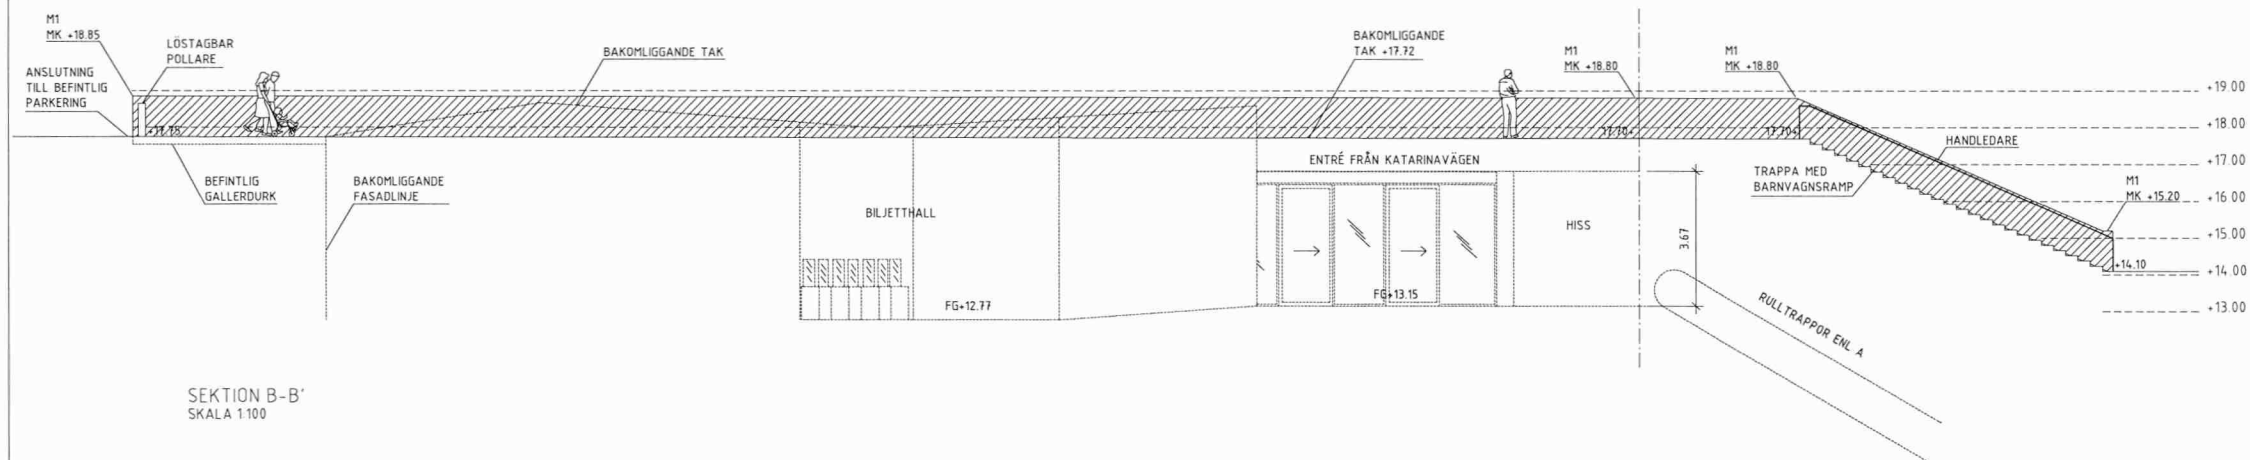 M1
MK +18.85
LÖSTAGBAR
POLLARE
ANSLUTNING
TILL BEFINTLIG
PARKERING
+17.75
BEFINTLIG
GALLERDURK
BAKOMLIGGANDE
FASADLINJE
BAKOMLIGGANDE TAK
BILJETTHALL
FG+12.77
BAKOMLIGGANDE
TAK +17.72
ENTRÉ FRÅN KATARINAVÄGEN
FG+13.15
M1
MK +18.80
17.70+
HISS
3.67
M1
MK +18.80
17.70+
HANDLEDARE
TRAPPA MED
BARNVAGNSRAMP
M1
MK +15.20
+14.10
RULLTRAPPOR ENL A
+19.00
+18.00
+17.00
+16.00
+15.00
+14.00
+13.00
SEKTION B-B'
SKALA 1:100